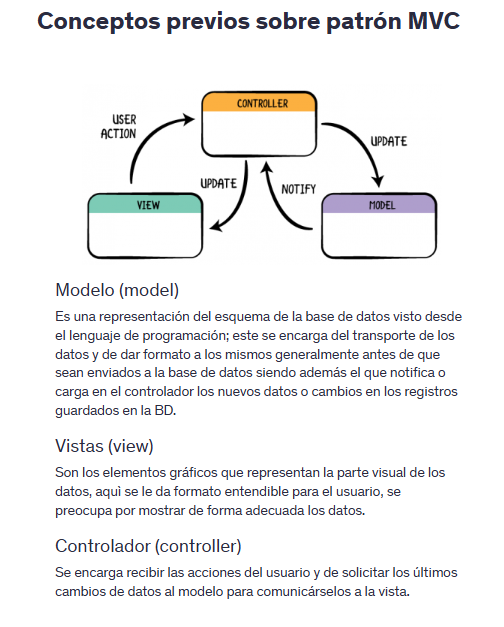 Conceptos previos sobre patrón MVC
CONTROLLER
USER
ACTION
UPDATE
UPDATE
NOTIFY
VIEW
MODEL
Modelo (model)
Es una representación del esquema de la base de datos visto desde
el lenguaje de programación; este se encarga del transporte de los
datos y de dar formato a los mismos generalmente antes de que
sean enviados a la base de datos siendo además el que notifica o
carga en el controlador los nuevos datos o cambios en los registros
guardados en la BD.
Vistas (view)
Son los elementos gráficos que representan la parte visual de los
datos, aquì se le da formato entendible para el usuario, se
preocupa por mostrar de forma adecuada los datos.
Controlador (controller)
Se encarga recibir las acciones del usuario y de solicitar los últimos
cambios de datos al modelo para comunicárselos a la vista.